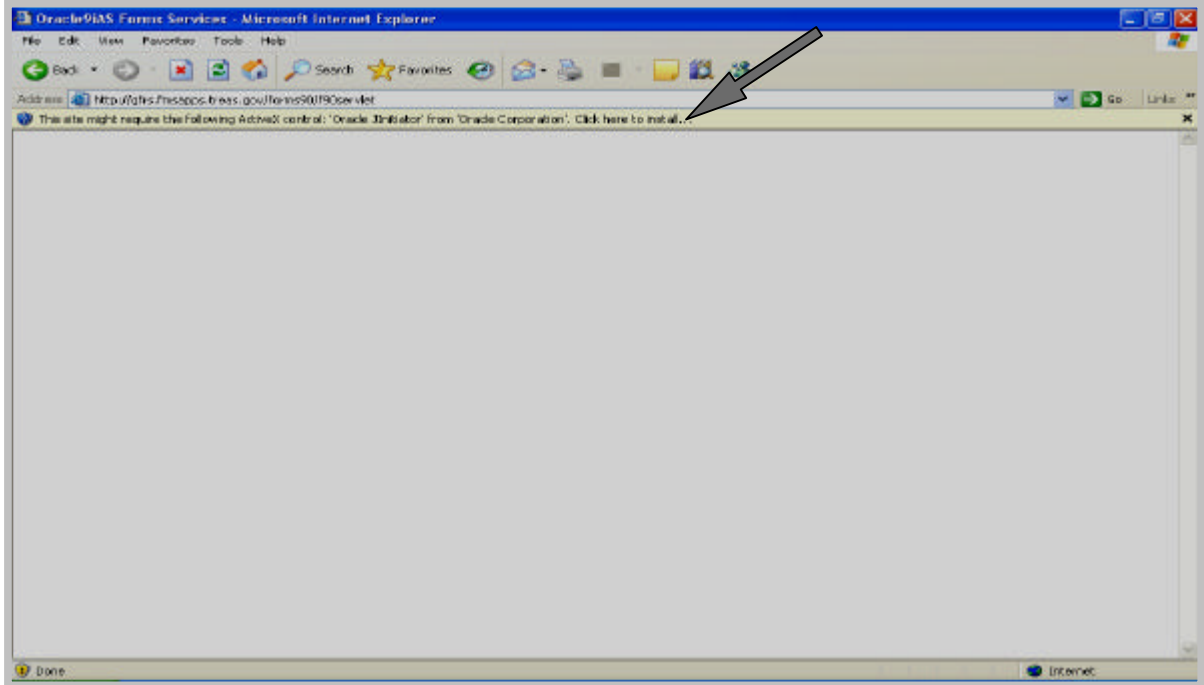 Oracle9iAS Forms Services - Microsoft Internet Explorer
File Edit View Favorites Tools Help
Back Search Favorites
Address http://gfrs.fmsapps.treas.gov/forms90/f90servlet Go Links »
This site might require the following ActiveX control: 'Oracle JInitiator' from 'Oracle Corporation'. Click here to install...
Done Internet